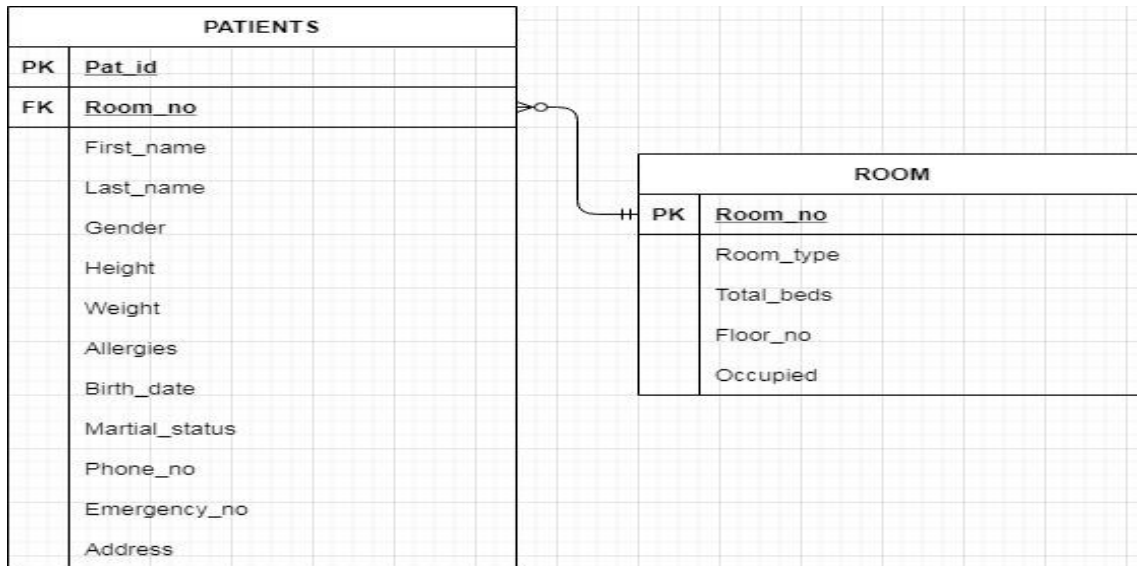 PATIENTS
PK Pat_id
FK Room_no
First_name
Last_name
Gender
Height
Weight
Allergies
Birth_date
Martial_status
Phone_no
Emergency_no
Address
ROOM
PK Room_no
Room_type
Total_beds
Floor_no
Occupied